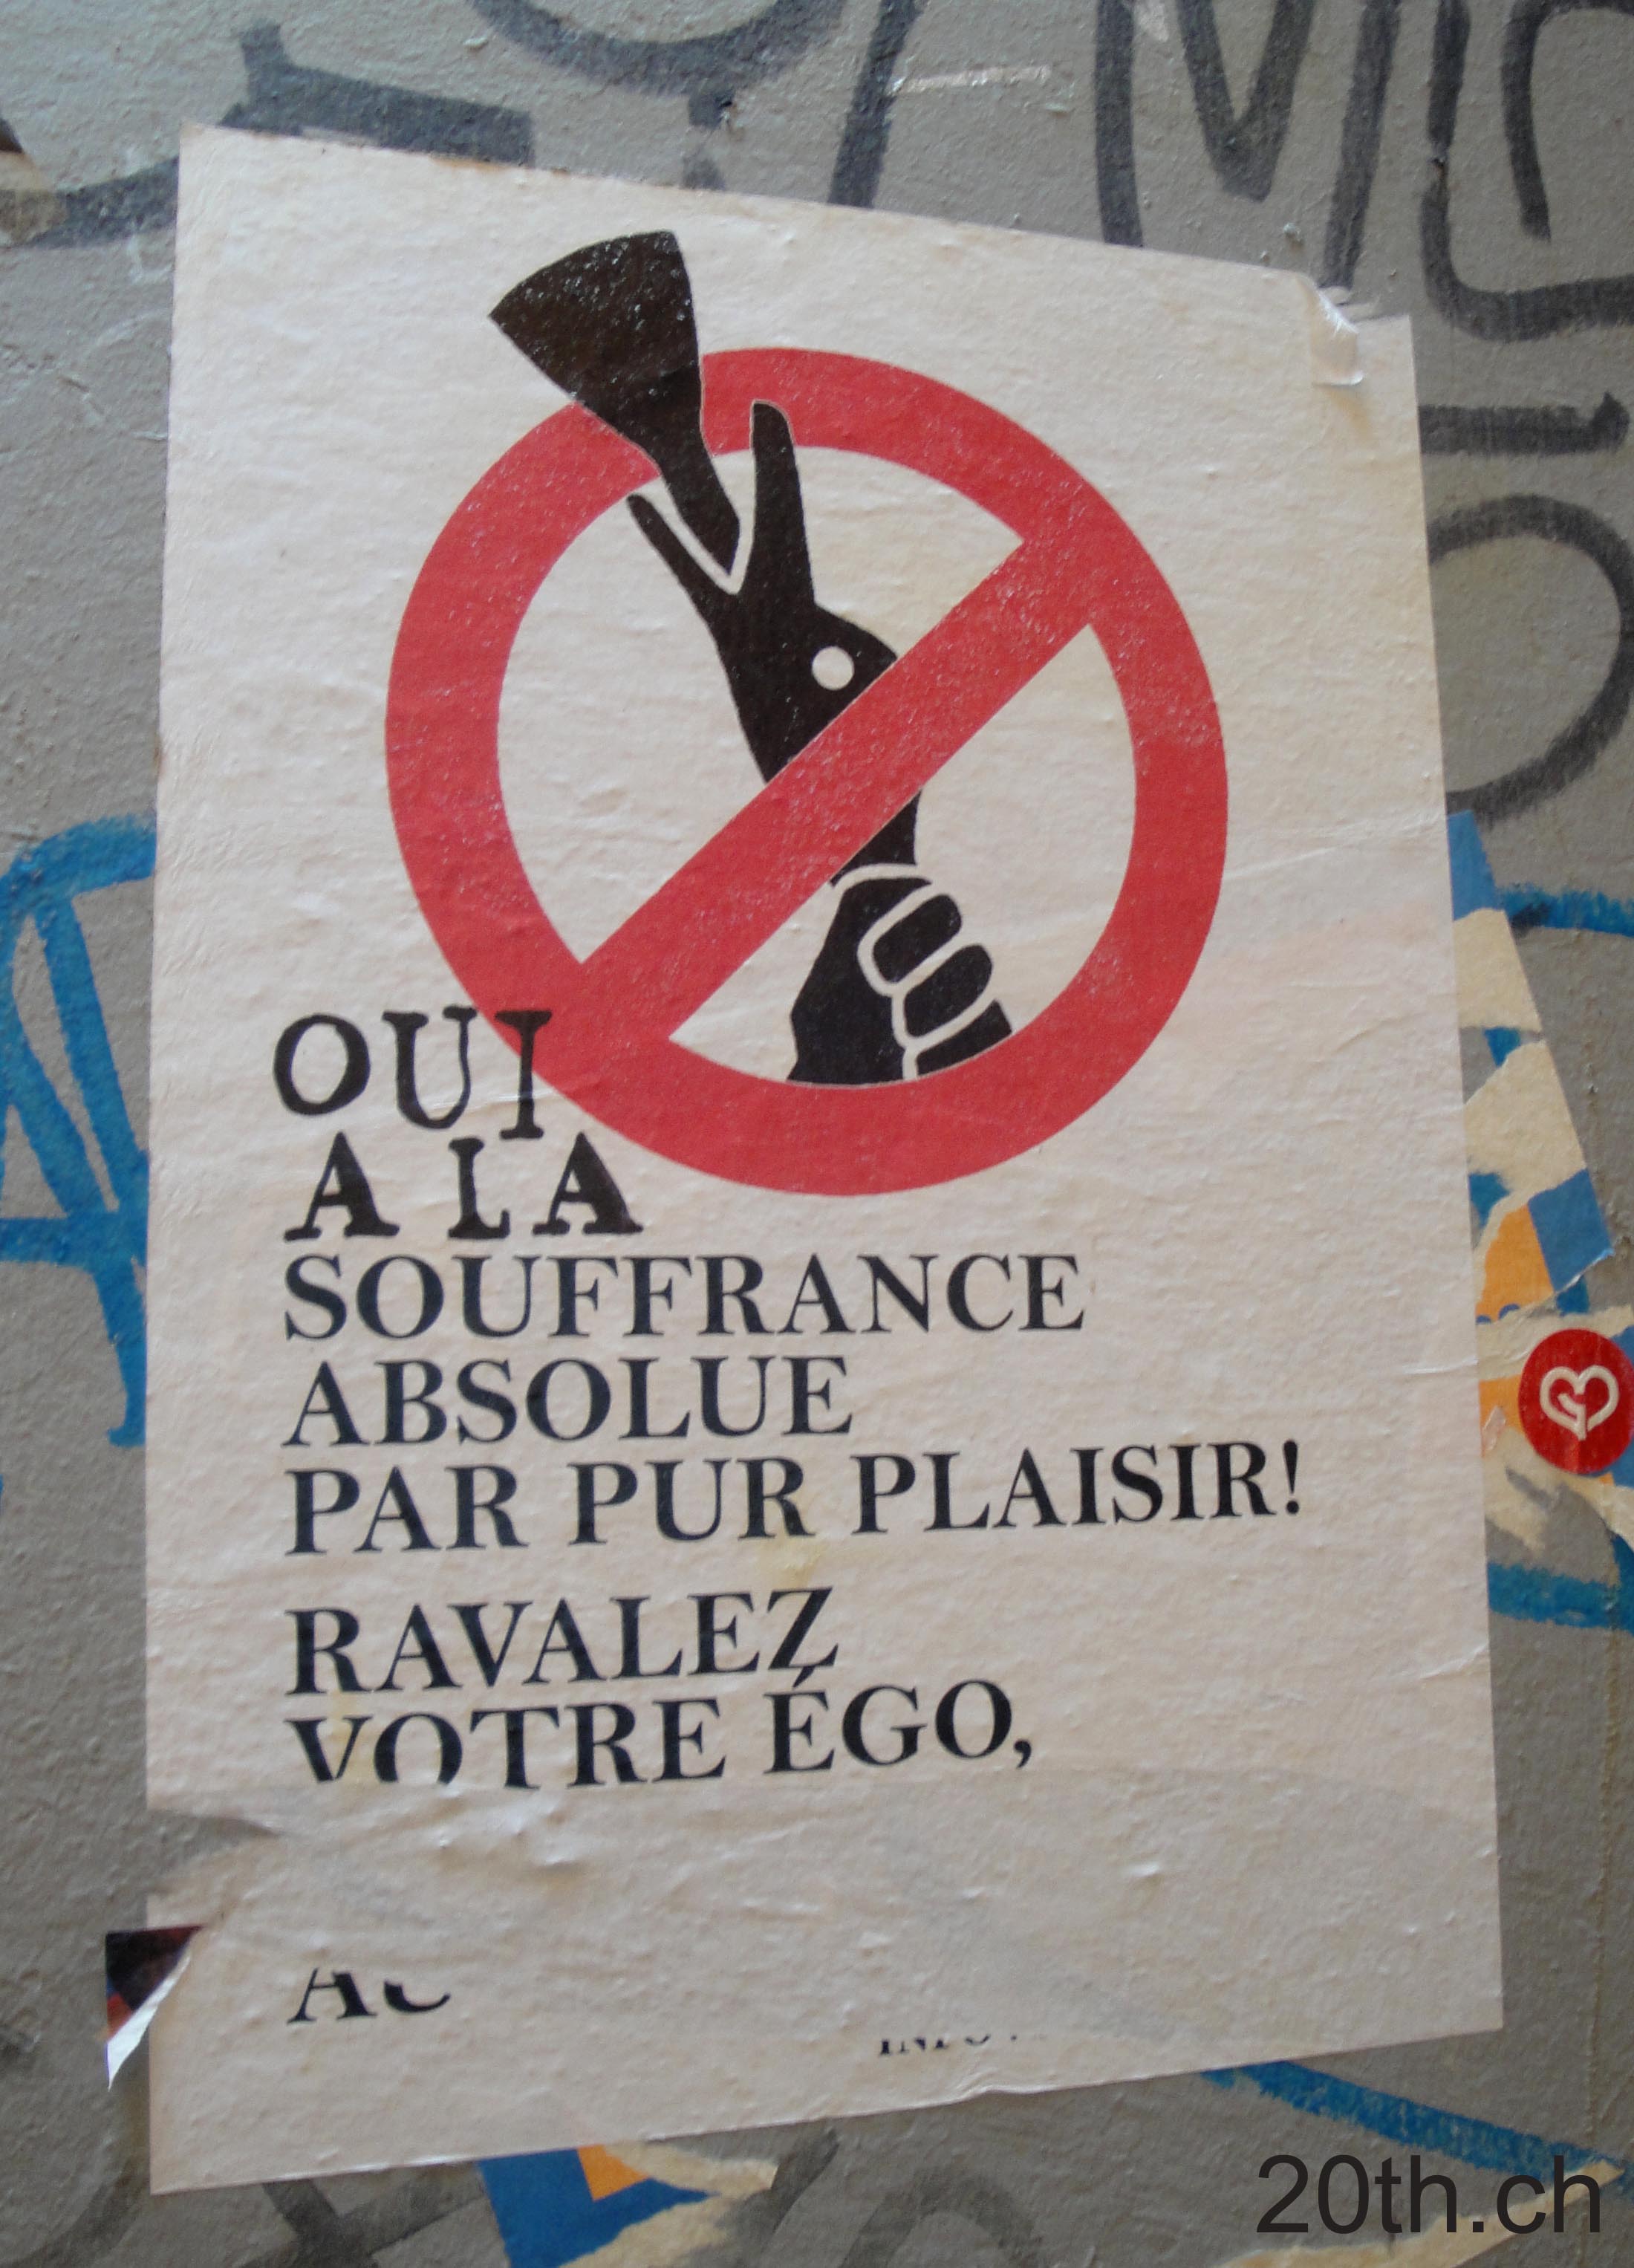 OUI
A LA
SOUFFRANCE
ABSOLUE
PAR PUR PLAISIR!
RAVALEZ
VOTRE ÉGO,
20th.ch